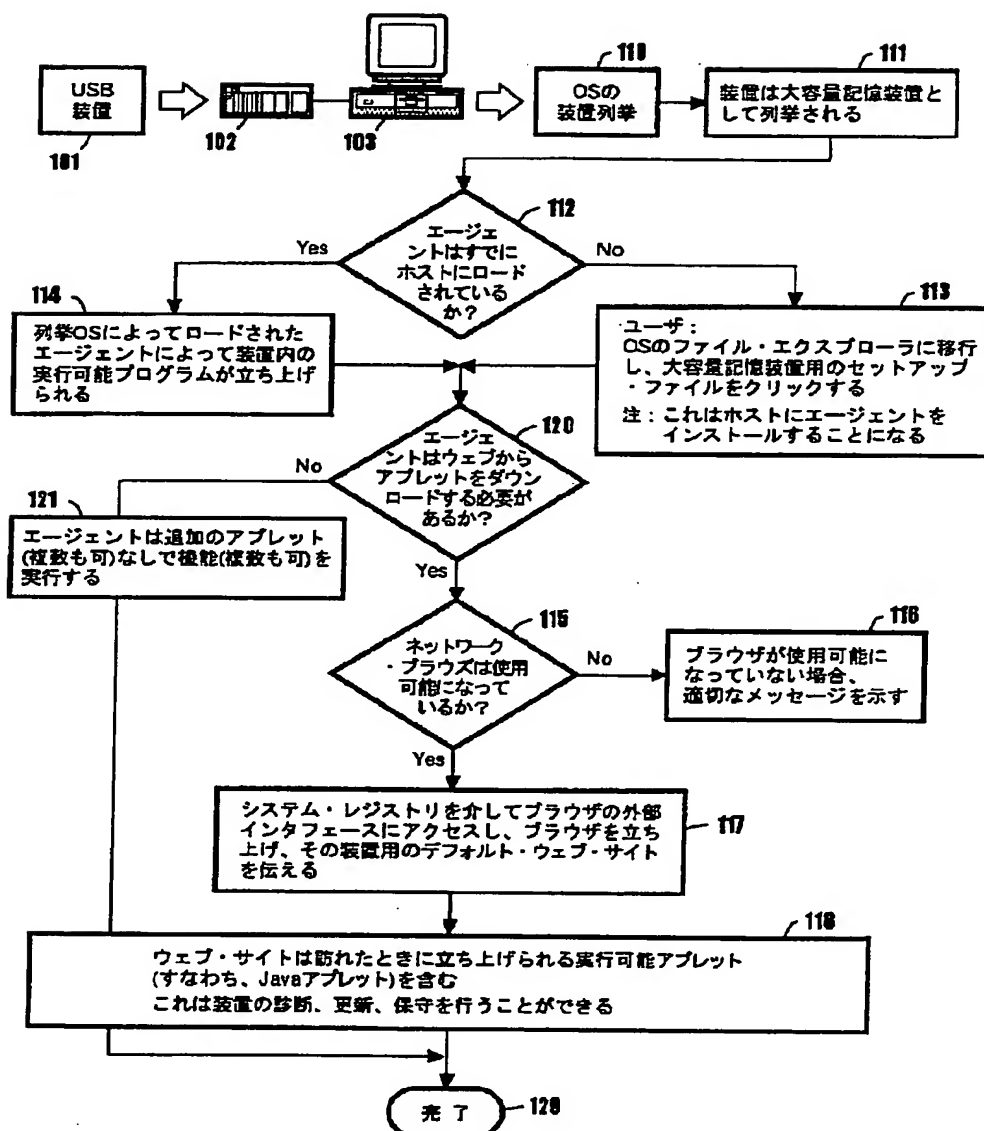 USB
装置
101
102
103
110
OSの
装置列挙
111
装置は大容量記憶装置と
して列挙される
112
エージェ
ントはすでに
ホストにロード
されている
か？
Yes
No
114
列挙OSによってロードされた
エージェントによって装置内の
実行可能プログラムが立ち上げ
られる
113
ユーザ：
OSのファイル・エクスプローラに移行
し、大容量記憶装置用のセットアップ
・ファイルをクリックする
注：これはホストにエージェントを
インストールすることになる
120
エージェ
ントはウェブから
アプレットをダウン
ロードする必要が
あるか？
No
Yes
121
エージェントは追加のアプレット
(複数も可)なしで機能(複数も可)を
実行する
115
ネットワーク
・ブラウズは使用
可能になって
いるか？
No
Yes
116
ブラウザが使用可能に
なっていない場合、
適切なメッセージを示す
システム・レジストリを介してブラウザの外部
インタフェースにアクセスし、ブラウザを立ち
上げ、その装置用のデフォルト・ウェブ・サイト
を伝える
117
118
ウェブ・サイトは訪れたときに立ち上げられる実行可能アプレット
(すなわち、Javaアプレット)を含む
これは装置の診断、更新、保守を行うことができる
完了
129